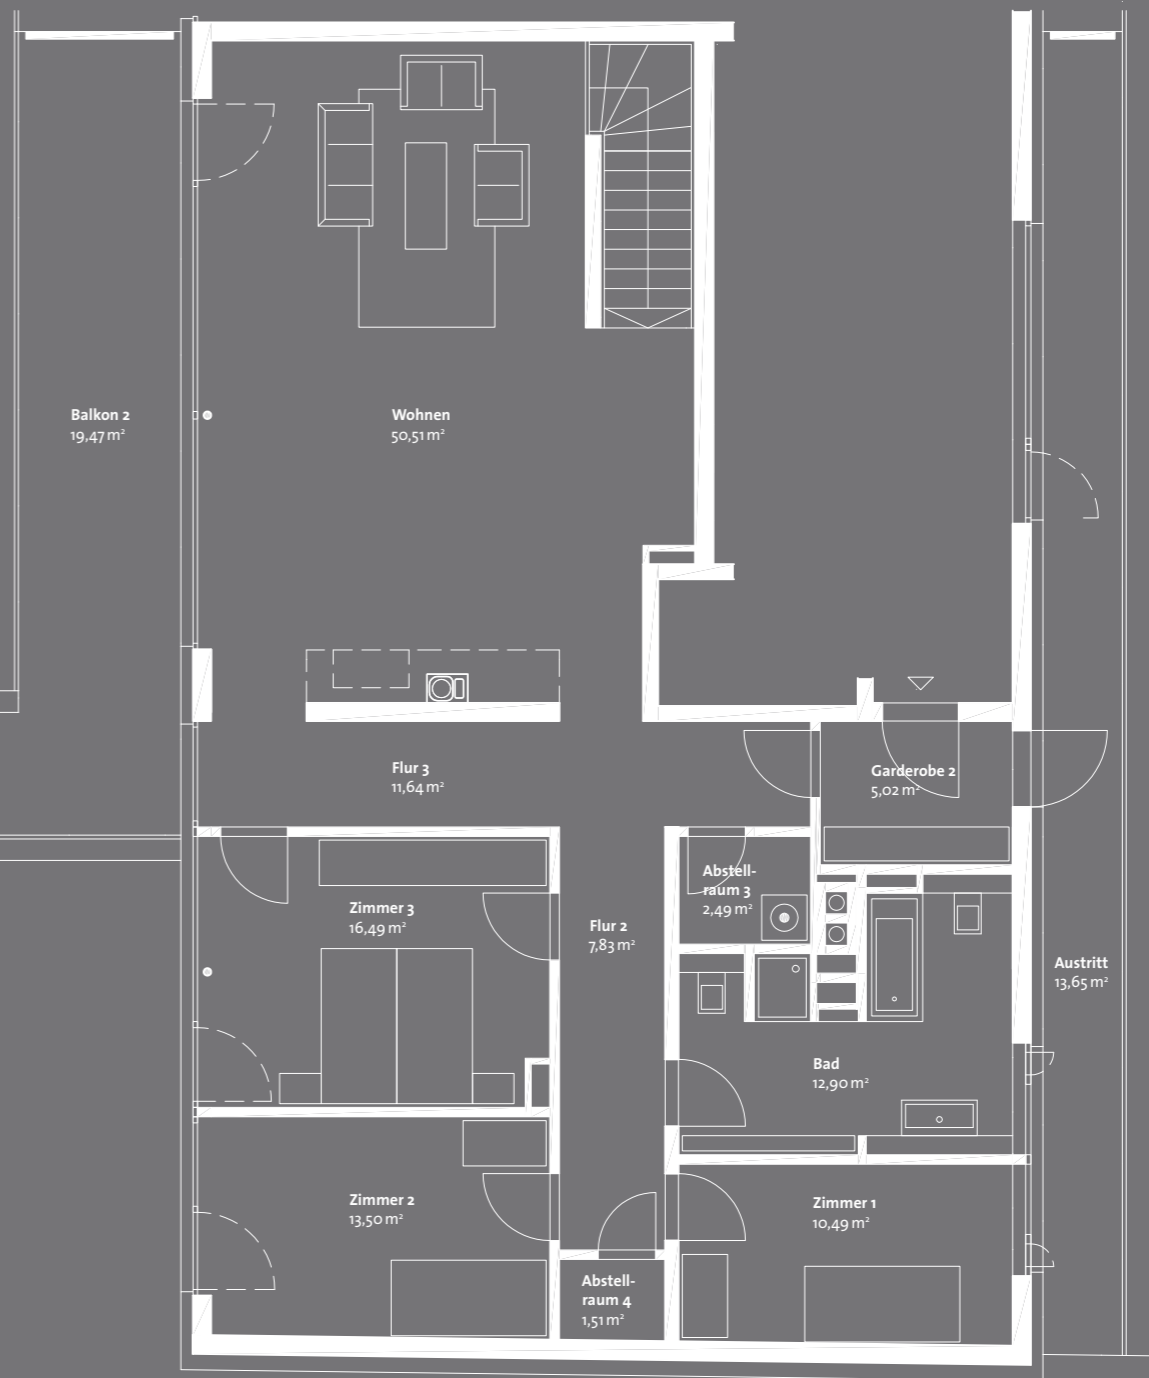 Balkon 2
19,47 m²
Wohnen
50,51 m²
Flur 3
11,64 m²
Garderobe 2
5,02 m²
Abstell-
raum 3
2,49 m²
Zimmer 3
16,49 m²
Flur 2
7,83 m²
Austritt
13,65 m²
Bad
12,90 m²
Zimmer 2
13,50 m²
Zimmer 1
10,49 m²
Abstell-
raum 4
1,51 m²